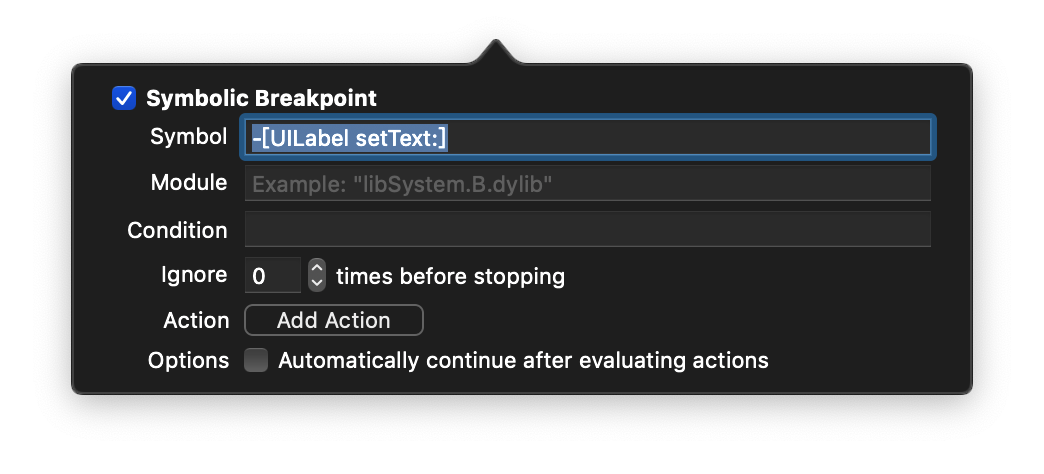 Symbolic Breakpoint
Symbol -[UILabel setText:]
Module Example: "libSystem.B.dylib"
Condition
Ignore 0 times before stopping
Action Add Action
Options Automatically continue after evaluating actions